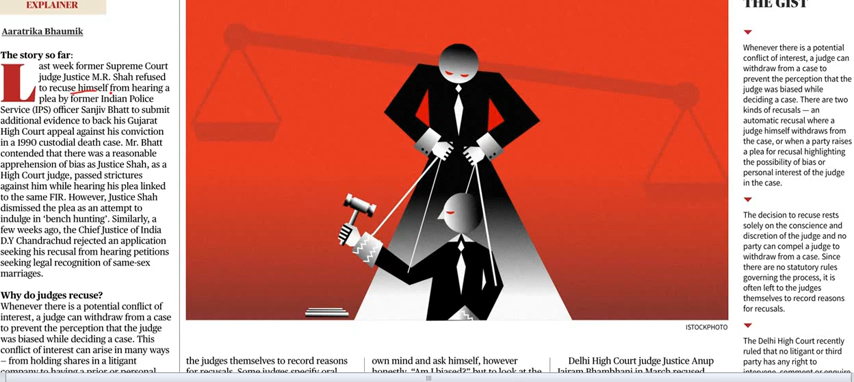 EXPLAINER
Aaratrika Bhaumik
The story so far:
Last week former Supreme Court
judge Justice M.R. Shah refused
to recuse himself from hearing a
plea by former Indian Police
Service (IPS) officer Sanjiv Bhatt to submit
additional evidence to back his Gujarat
High Court appeal against his conviction
in a 1990 custodial death case. Mr. Bhatt
contended that there was a reasonable
apprehension of bias as Justice Shah, as a
High Court judge, passed strictures
against him while hearing his plea linked
to the same FIR. However, Justice Shah
dismissed the plea as an attempt to
indulge in ‘bench hunting’. Similarly, a
few weeks ago, the Chief Justice of India
D.Y Chandrachud rejected an application
seeking his recusal from hearing petitions
seeking legal recognition of same-sex
marriages.
Why do judges recuse?
Whenever there is a potential conflict of
interest, a judge can withdraw from a case
to prevent the perception that the judge
was biased while deciding a case. This
conflict of interest can arise in many ways
— from holding shares in a litigant
company to having a prior or personal
ISTOCKPHOTO
the judges themselves to record reasons
for recusals. Some judges specify oral
own mind and ask himself, however
honestly, “Am I biased?” but to look at the
Delhi High Court judge Justice Anup
Jairam Bhambhani in March recused
THE GIST
Whenever there is a potential
conflict of interest, a judge can
withdraw from a case to
prevent the perception that the
judge was biased while
deciding a case. There are two
kinds of recusals — an
automatic recusal where a
judge himself withdraws from
the case, or when a party raises
a plea for recusal highlighting
the possibility of bias or
personal interest of the judge
in the case.
The decision to recuse rests
solely on the conscience and
discretion of the judge and no
party can compel a judge to
withdraw from a case. Since
there are no statutory rules
governing the process, it is
often left to the judges
themselves to record reasons
for recusals.
The Delhi High Court recently
ruled that no litigant or third
party has any right to
intervene, comment or enquire